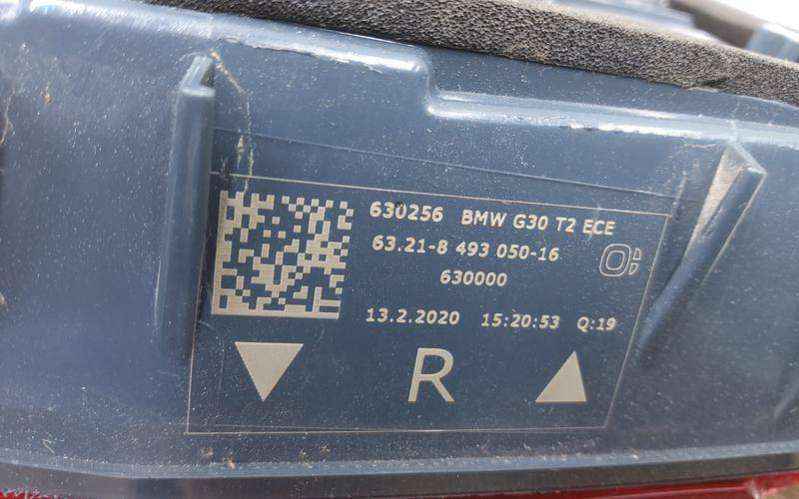 630256 BMW G30 T2 ECE
63.21-8 493 050-16
630000
13.2.2020 15:20:53 Q:19
R